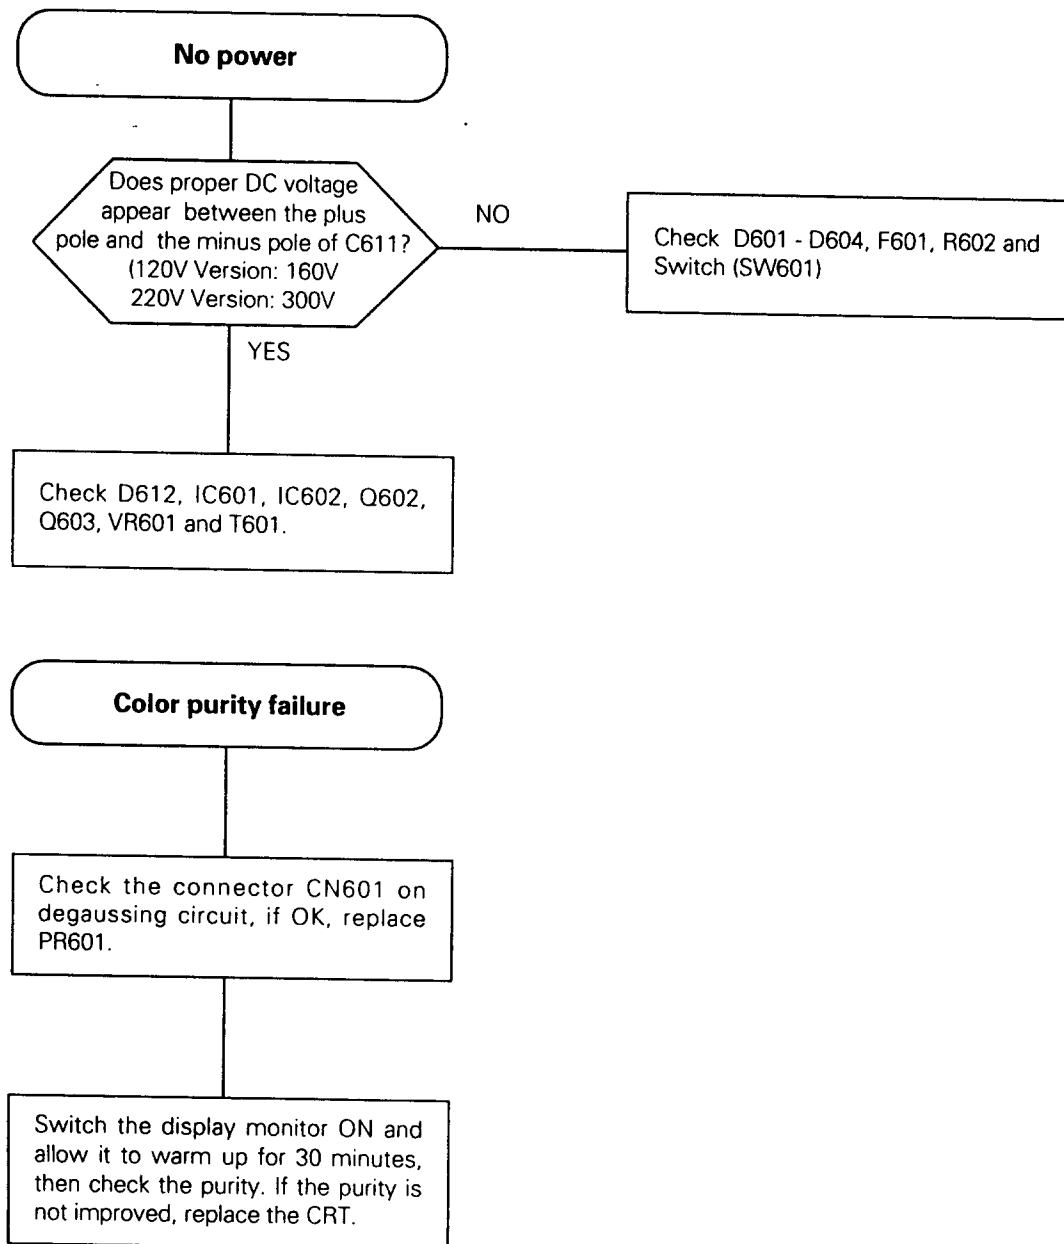 No power
Does proper DC voltage
appear between the plus
pole and the minus pole of C611?
(120V Version: 160V
220V Version: 300V
NO
Check D601 - D604, F601, R602 and
Switch (SW601)
YES
Check D612, IC601, IC602, Q602,
Q603, VR601 and T601.
Color purity failure
Check the connector CN601 on
degaussing circuit, if OK, replace
PR601.
Switch the display monitor ON and
allow it to warm up for 30 minutes,
then check the purity. If the purity is
not improved, replace the CRT.